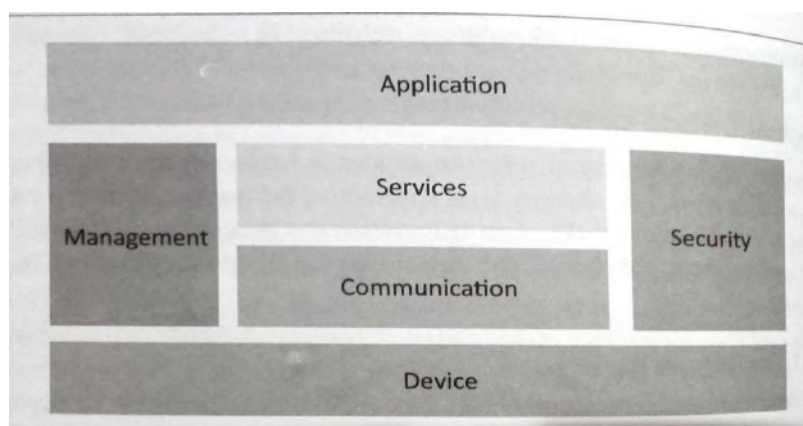 Application
Services
Management
Security
Communication
Device